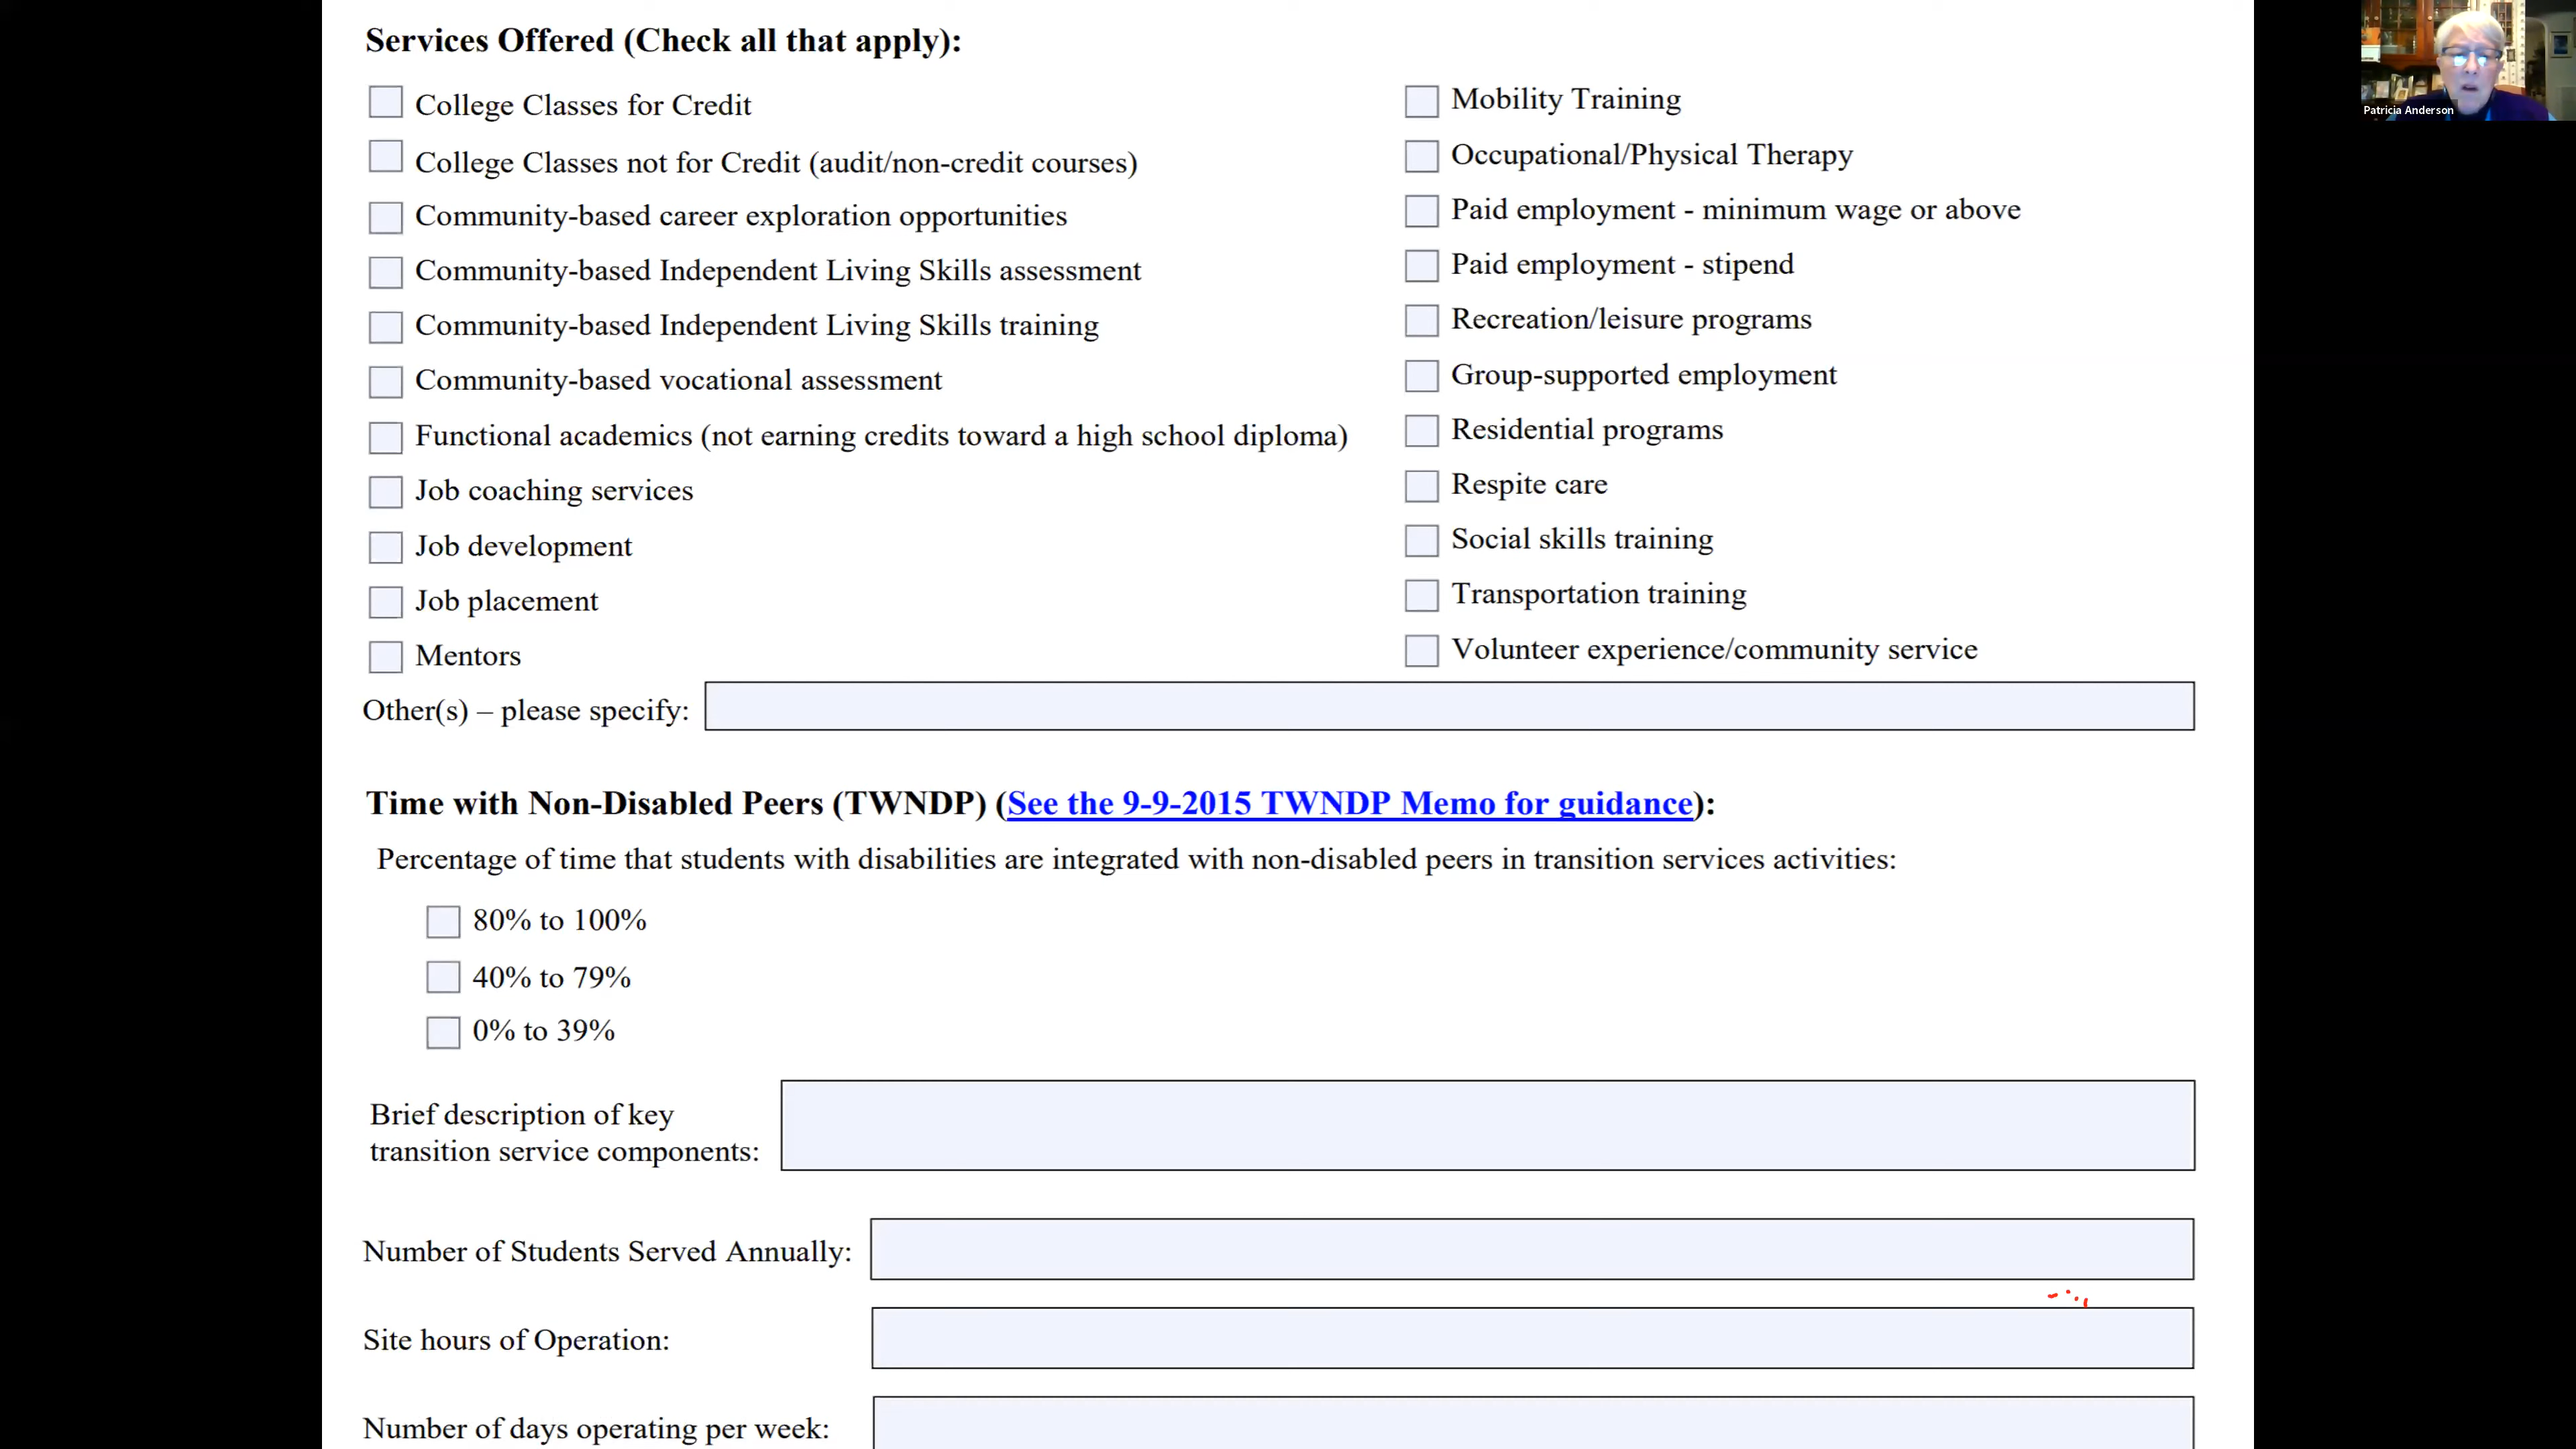 Services Offered (Check all that apply):
College Classes for Credit
College Classes not for Credit (audit/non-credit courses)
Community-based career exploration opportunities
Community-based Independent Living Skills assessment
Community-based Independent Living Skills training
Community-based vocational assessment
Functional academics (not earning credits toward a high school diploma)
Job coaching services
Job development
Job placement
Mentors
Mobility Training
Occupational/Physical Therapy
Paid employment - minimum wage or above
Paid employment - stipend
Recreation/leisure programs
Group-supported employment
Residential programs
Respite care
Social skills training
Transportation training
Volunteer experience/community service
Other(s) – please specify:
Time with Non-Disabled Peers (TWNDP) (See the 9-9-2015 TWNDP Memo for guidance):
Percentage of time that students with disabilities are integrated with non-disabled peers in transition services activities:
80% to 100%
40% to 79%
0% to 39%
Brief description of key
transition service components:
Number of Students Served Annually:
Site hours of Operation:
Number of days operating per week:
Patricia Anderson